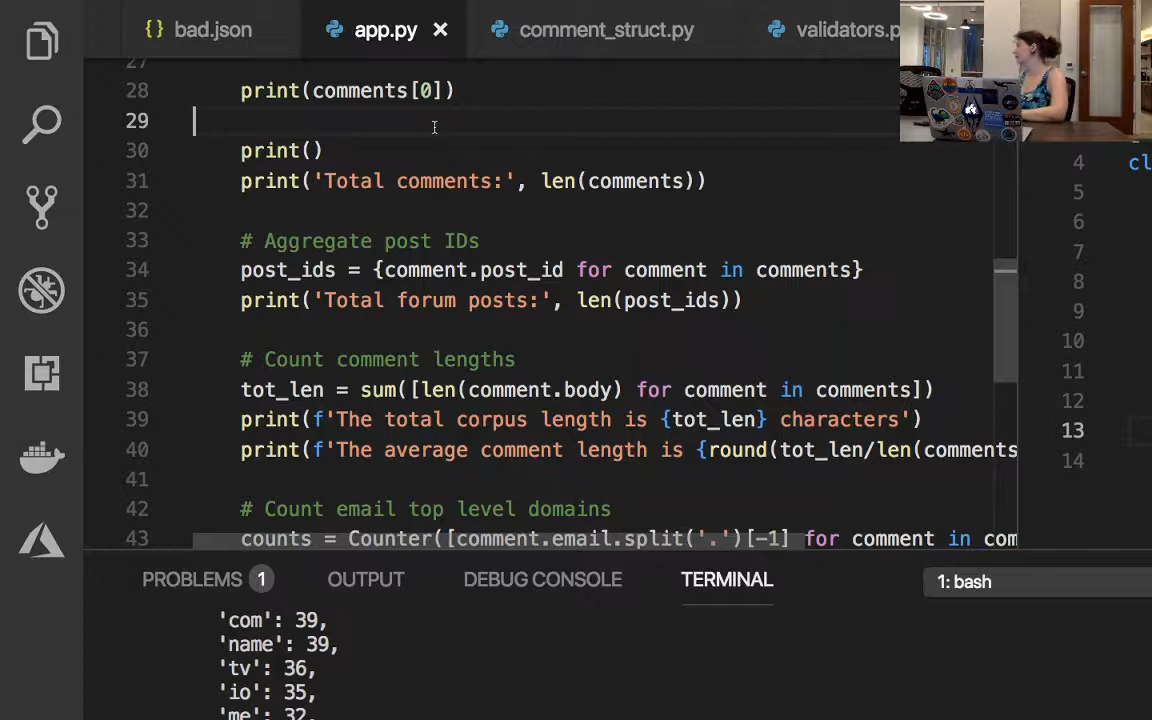 bad.json app.py comment_struct.py validators.p
27
28 print(comments[0])
29
30 print()
31 print('Total comments:', len(comments))
32
33 # Aggregate post IDs
34 post_ids = {comment.post_id for comment in comments}
35 print('Total forum posts:', len(post_ids))
36
37 # Count comment lengths
38 tot_len = sum([len(comment.body) for comment in comments])
39 print(f'The total corpus length is {tot_len} characters')
40 print(f'The average comment length is {round(tot_len/len(comments
41
42 # Count email top level domains
43 counts = Counter([comment.email.split('.')[-1] for comment in com
4 cl
5
6
7
8
9
10
11
12
13
14
PROBLEMS 1 OUTPUT DEBUG CONSOLE TERMINAL 1: bash
'com': 39,
'name': 39,
'tv': 36,
'io': 35,
'me': 32,